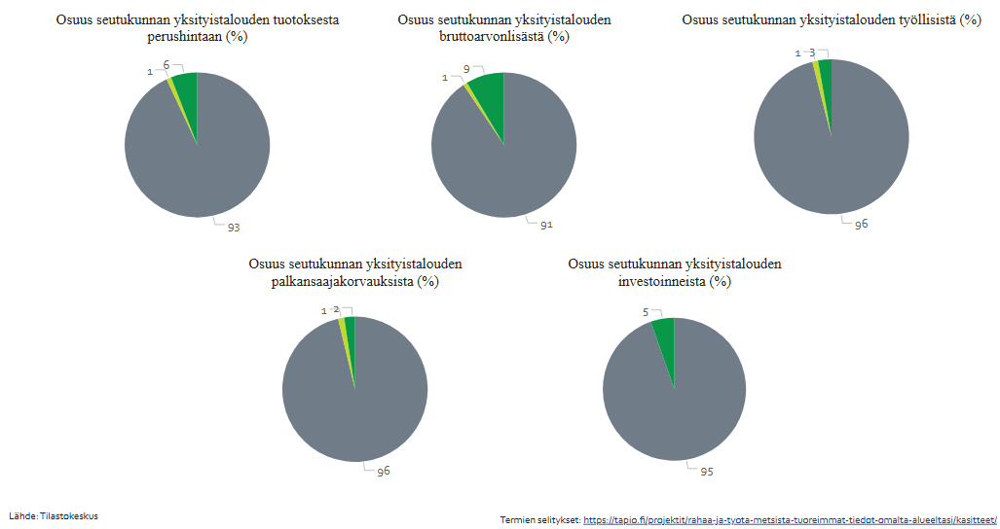 Osuus seutukunnan yksityistalouden tuotoksesta
perushintaan (%)
1
6
93
Osuus seutukunnan yksityistalouden
bruttoarvonlisästä (%)
1
9
91
Osuus seutukunnan yksityistalouden työllisistä (%)
1
3
96
Osuus seutukunnan yksityistalouden
palkansaajakorvauksista (%)
1
2
96
Osuus seutukunnan yksityistalouden
investoinneista (%)
5
95
Lähde: Tilastokeskus
Termien selitykset: https://tapio.fi/projektit/rahaa-ja-tyota-metsista-tuoreimmat-tiedot-omalta-alueeltasi/kasitteet/